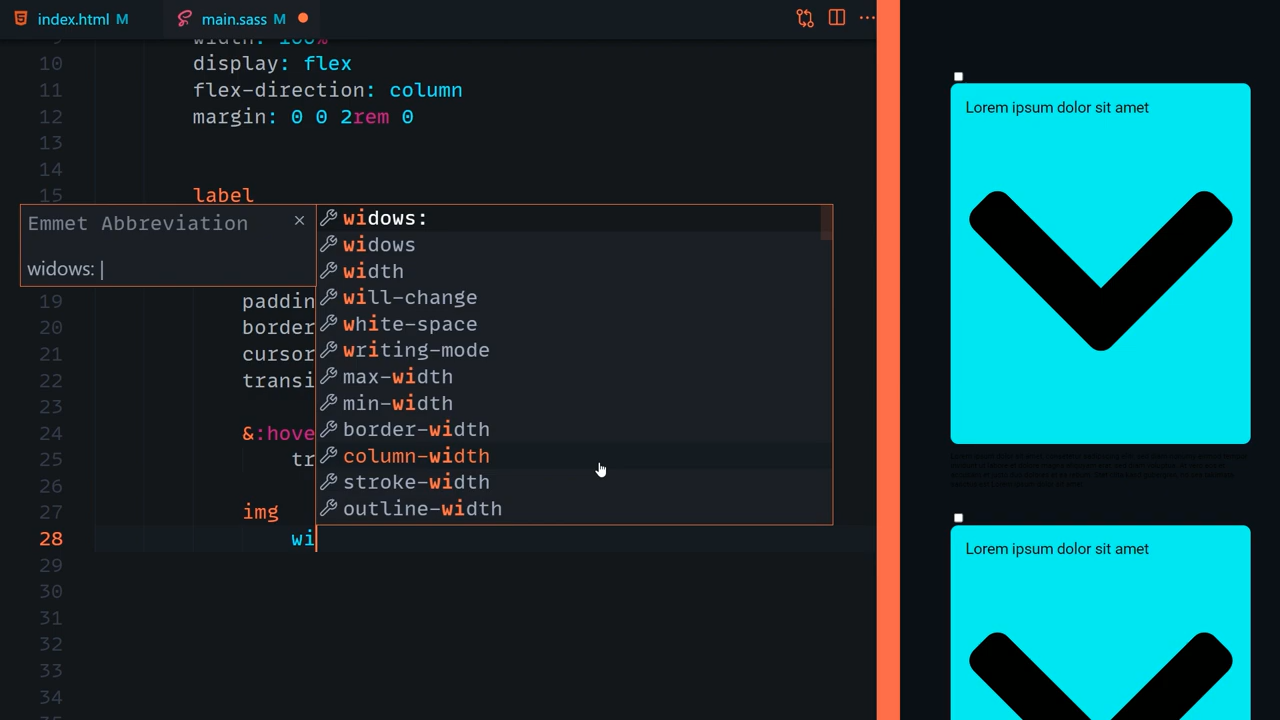 index.html M
main.sass M
9
width: 100%
10
display: flex
11
flex-direction: column
12
margin: 0 0 2rem 0
13
14
15
label
Emmet Abbreviation
widows:
widows:
widows
width
will-change
white-space
writing-mode
max-width
min-width
border-width
column-width
stroke-width
outline-width
19
paddin
20
border
21
cursor
22
transi
23
24
&:hove
25
tr
26
27
img
28
wi
29
30
31
32
33
34
Lorem ipsum dolor sit amet
Lorem ipsum dolor sit amet